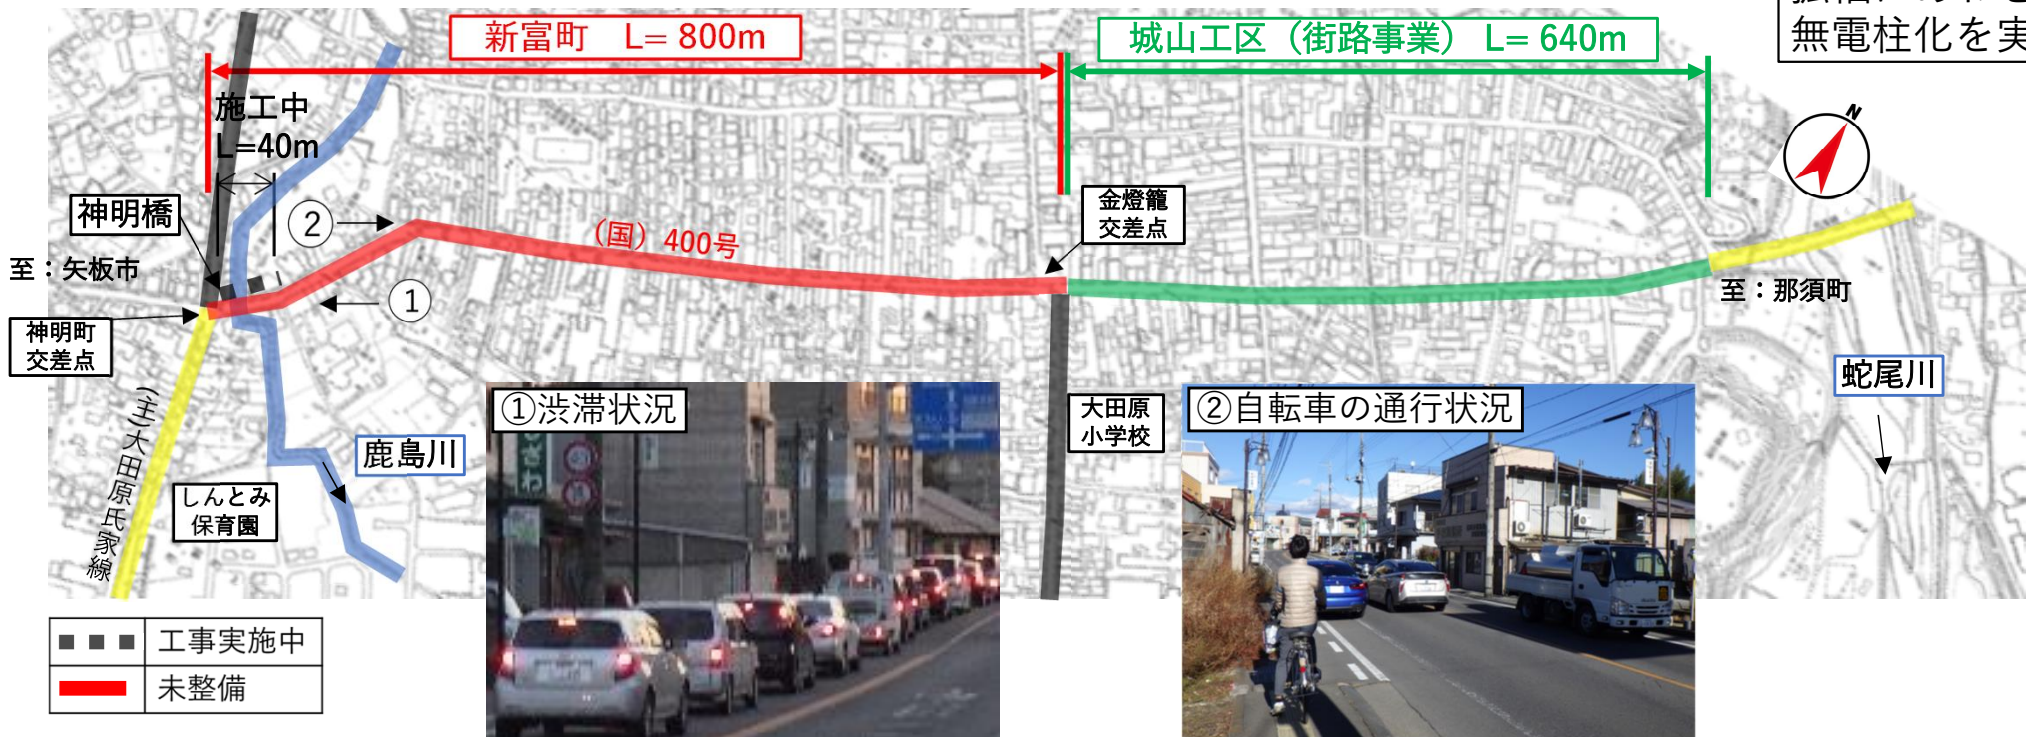 新富町 L= 800m
城山工区（街路事業） L= 640m
無電柱化を実
施工中
L=40m
N
神明橋
②
金燈籠
交差点
（国）400号
至：矢板市
①
至：那須町
神明町
交差点
蛇尾川
(主)大田原氏家線
①渋滞状況
大田原
小学校
②自転車の通行状況
鹿島川
しんとみ
保育園
工事実施中
未整備